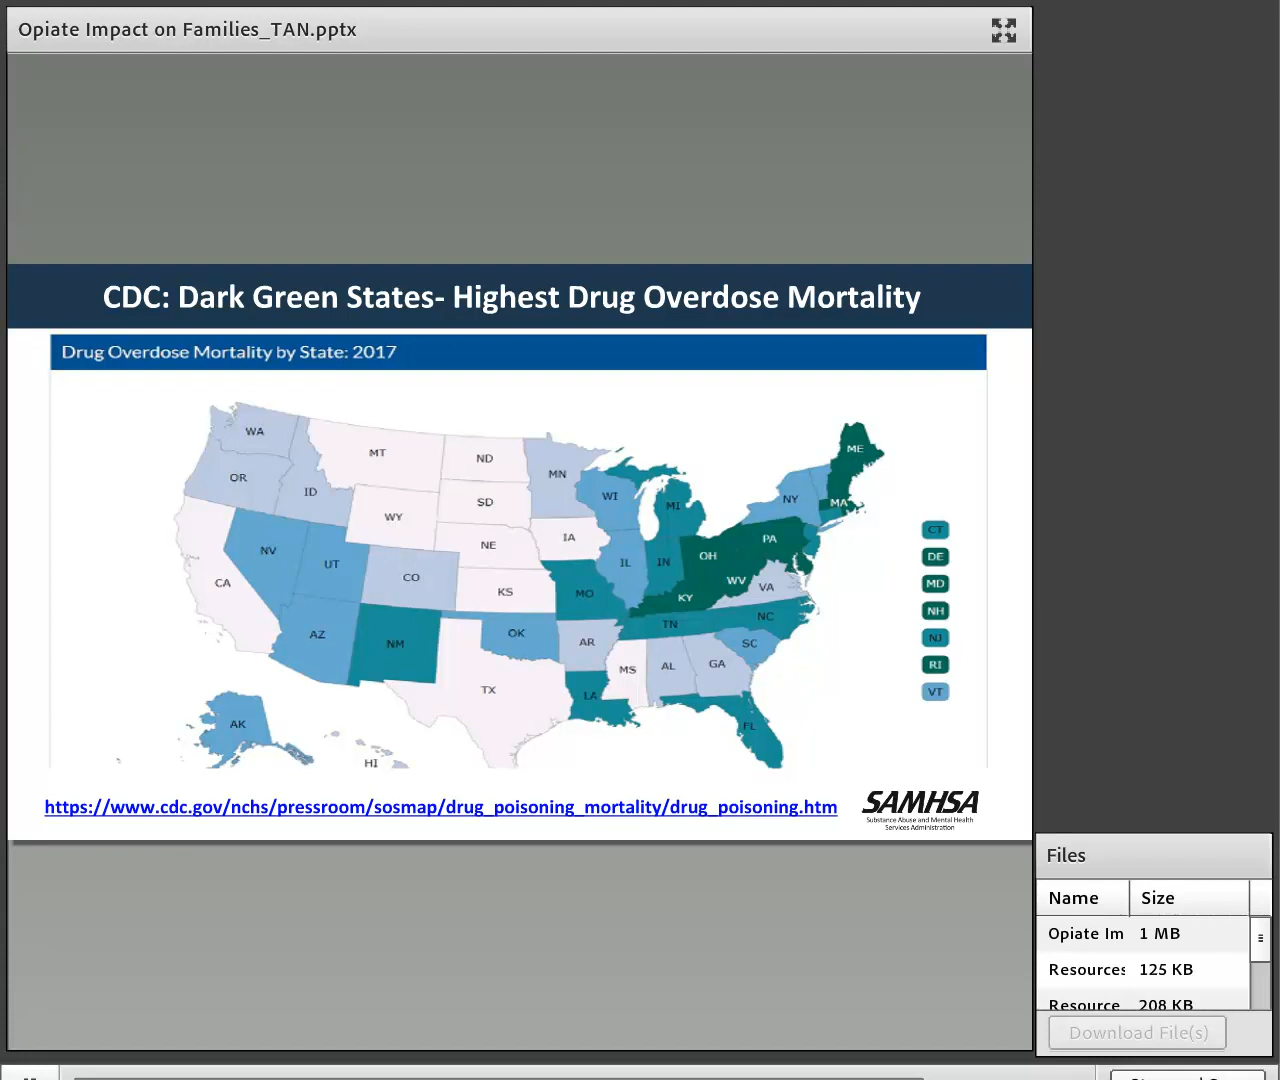 Opiate Impact on Families_TAN.pptx
CDC: Dark Green States- Highest Drug Overdose Mortality
Drug Overdose Mortality by State: 2017
WA
MT
ND
MN
ME
OR
ID
SD
WI
MI
NY
MA
WY
NE
IA
PA
NV
UT
CO
KS
IL
IN
OH
WV
VA
CA
MO
KY
AZ
NM
OK
AR
TN
NC
SC
TX
LA
MS
AL
GA
FL
AK
HI
CT
DE
MD
NH
NJ
RI
VT
https://www.cdc.gov/nchs/pressroom/sosmap/drug_poisoning_mortality/drug_poisoning.htm
SAMHSA
Substance Abuse and Mental Health
Services Administration
Files
Name Size
Opiate Im 1 MB
Resources 125 KB
Resource 208 KB
Download File(s)